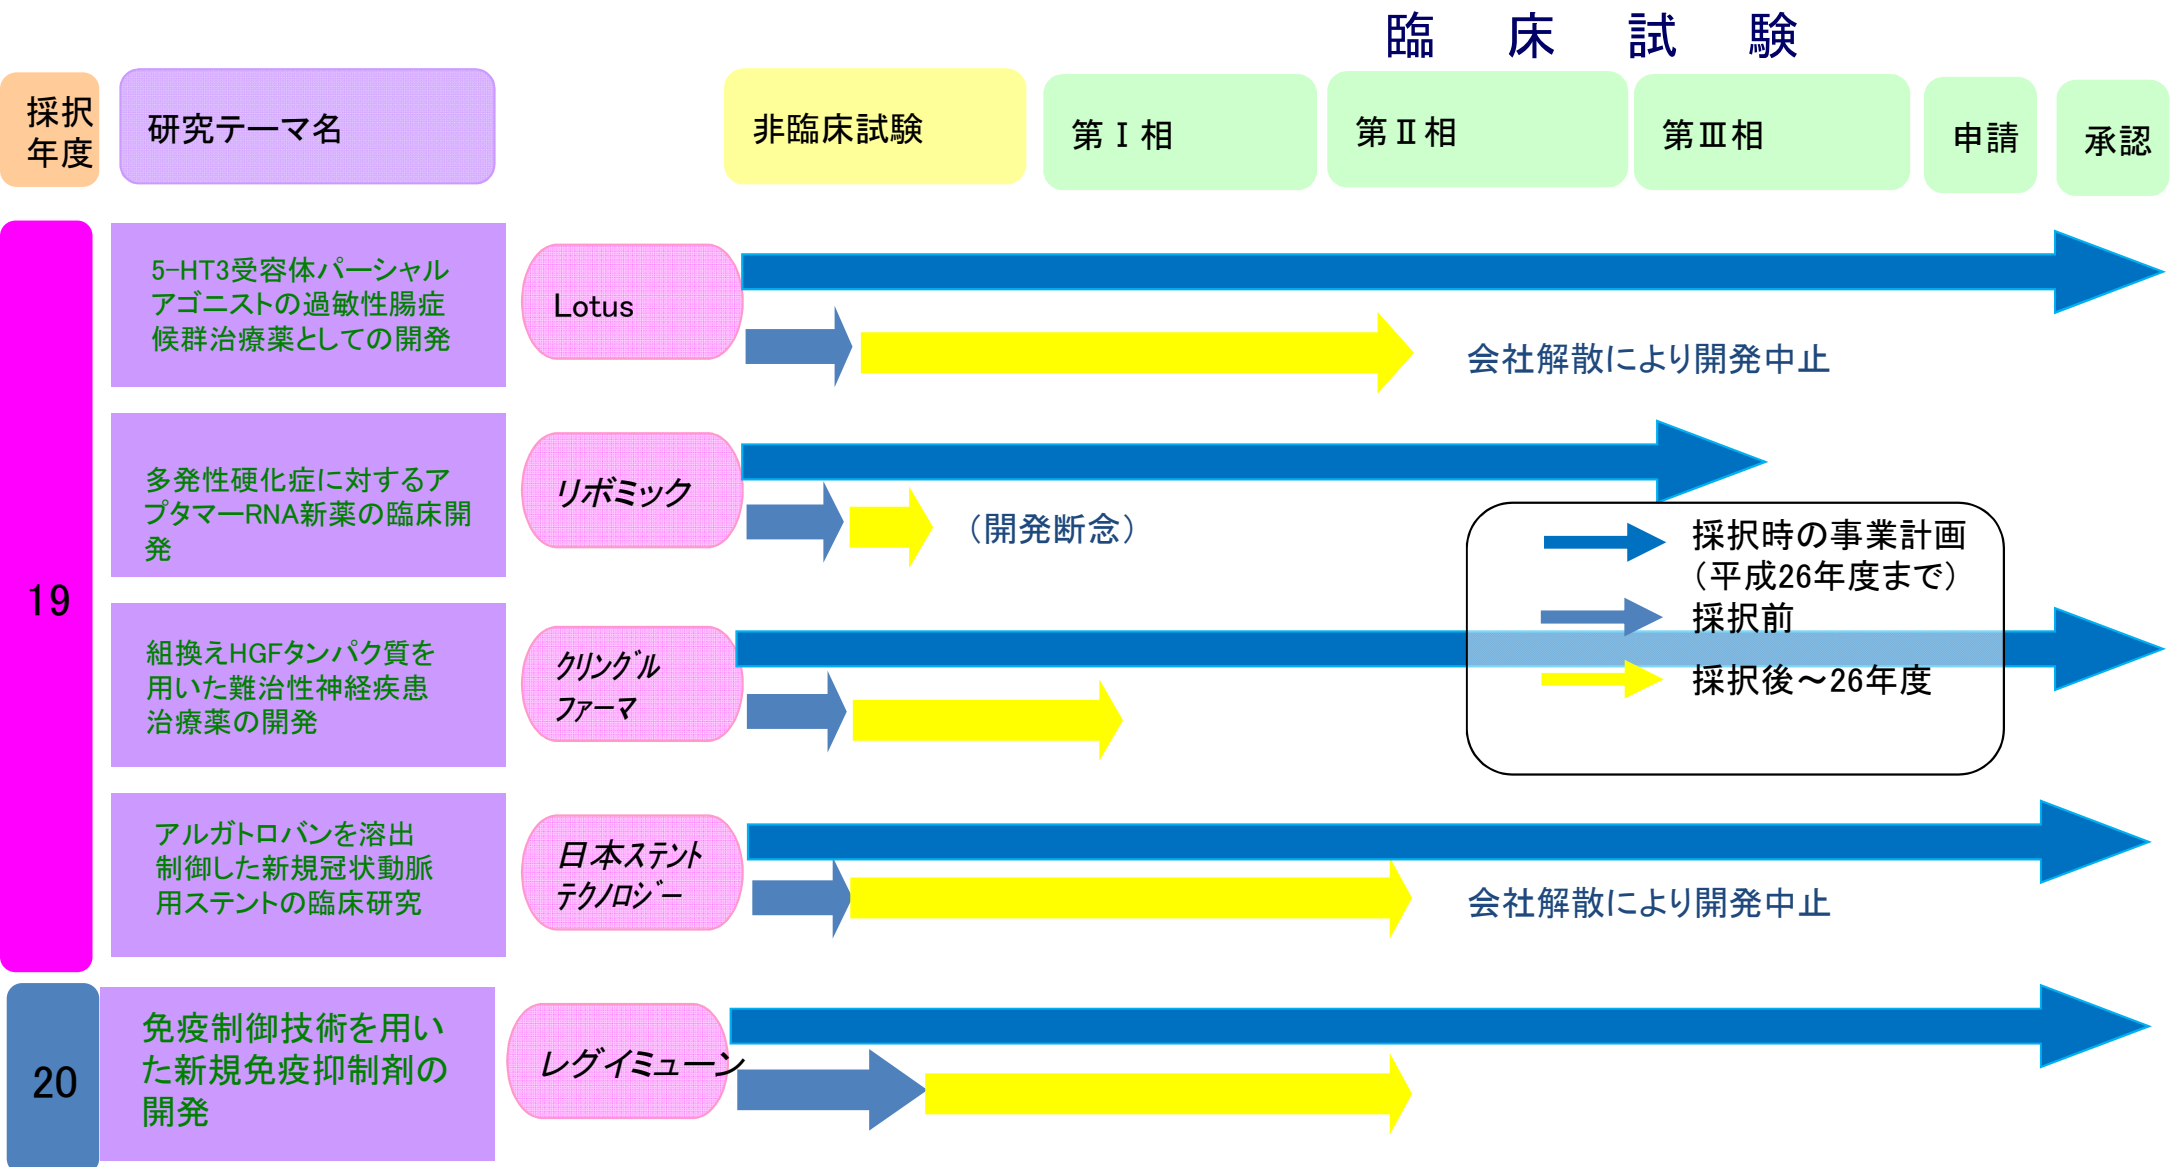 臨床試験
採択
年度
研究テーマ名
非臨床試験
第Ⅰ相
第Ⅱ相
第Ⅲ相
申請
承認
19
5-HT3受容体パーシャル
アゴニストの過敏性腸症
候群治療薬としての開発
Lotus
会社解散により開発中止
多発性硬化症に対するア
プタマーRNA新薬の臨床開
発
リボミック
（開発断念）
採択時の事業計画
（平成26年度まで）
採択前
採択後～26年度
組換えHGFタンパク質を
用いた難治性神経疾患
治療薬の開発
ｸﾘﾝｸﾞﾙ
ﾌｧｰﾏ
アルガトロバンを溶出
制御した新規冠状動脈
用ステントの臨床研究
日本ｽﾃﾝﾄ
ﾃｸﾉﾛｼﾞｰ
会社解散により開発中止
20
免疫制御技術を用い
た新規免疫抑制剤の
開発
レグイミューン